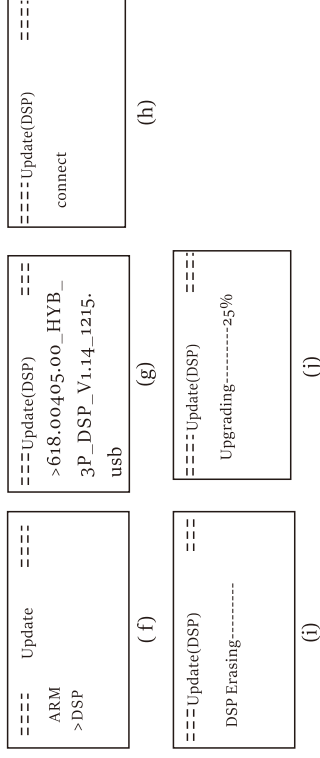 ==== Update ====
ARM
>DSP
( f )
===Update(DSP) ===
>618.00405.00_HYB_
3P_DSP_V1.14_1215.
usb
(g)
====Update(DSP) ===
connect
(h)
===Update(DSP) ===
DSP Erasing----------
(i)
====Update(DSP) ===
Upgrading----------25%
(j)